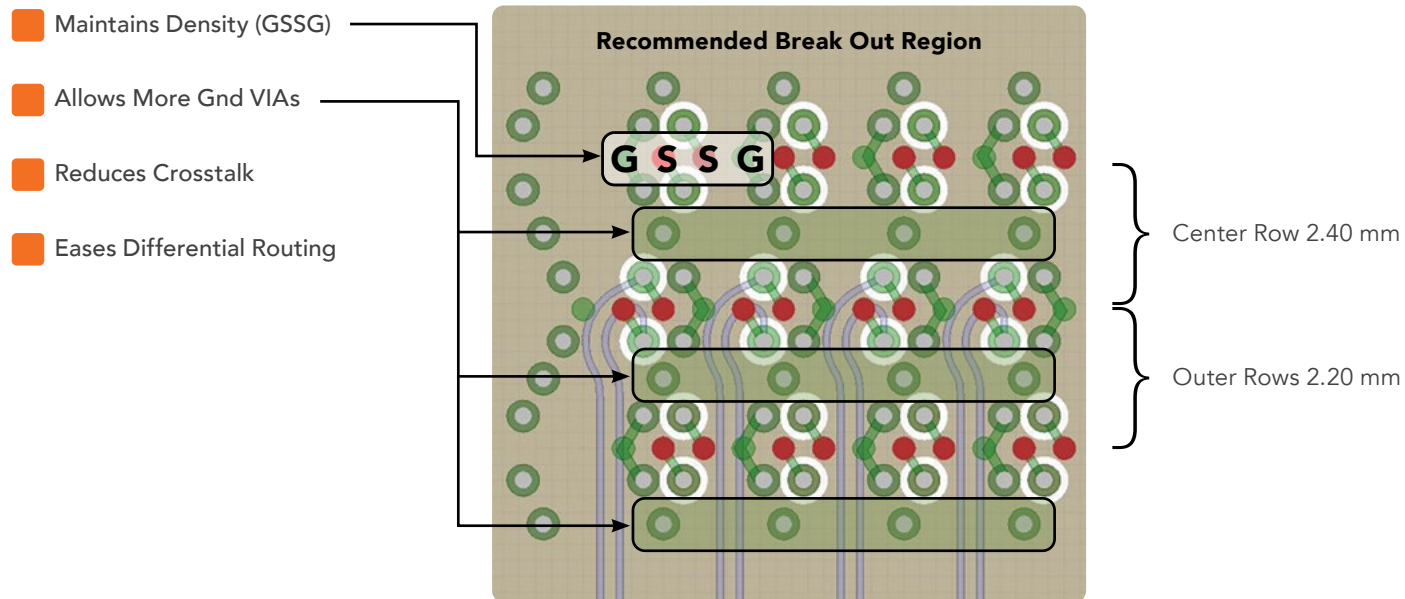 Maintains Density (GSSG)
Allows More Gnd VIAs
Reduces Crosstalk
Eases Differential Routing
Recommended Break Out Region
G S S G
Center Row 2.40 mm
Outer Rows 2.20 mm